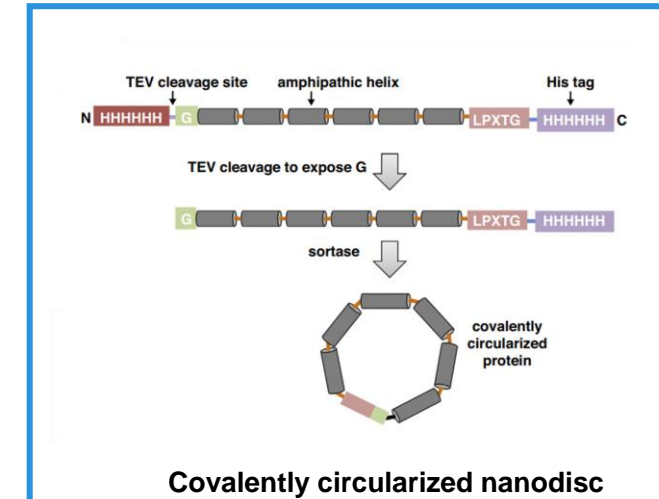 TEV cleavage site amphipathic helix His tag
N HHHHHH G LPXTG HHHHHH C
TEV cleavage to expose G
G LPXTG HHHHHH
sortase
covalently
circularized
protein
Covalently circularized nanodisc